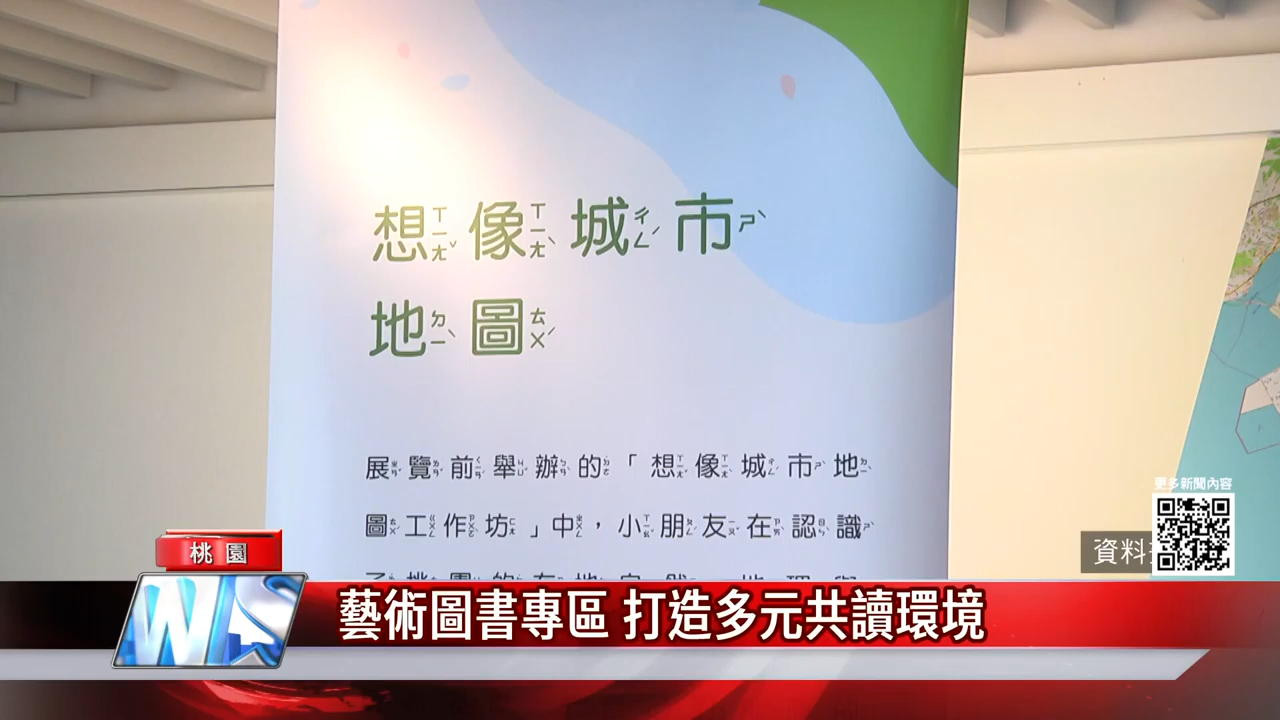 想像城市
地圖
展覽前舉辦的「想像城市地
圖工作坊」中，小朋友在認識
更多新聞內容
資料
桃園
藝術圖書專區 打造多元共讀環境